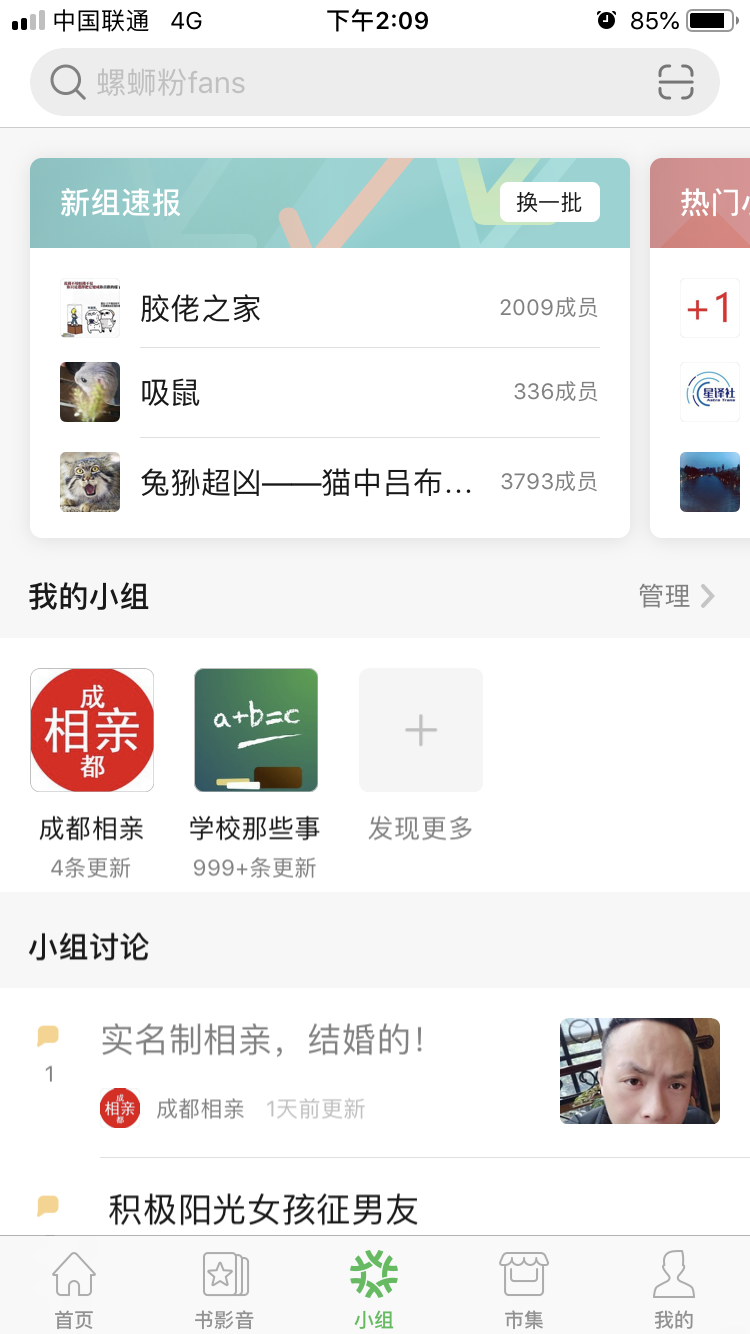 中国联通 4G 下午2:09 85%
螺蛳粉fans
新组速报 换一批
热门小
胶佬之家 2009成员
+1
吸鼠 336成员
星译社
兔狲超凶——猫中吕布... 3793成员
我的小组 管理
成
相亲
都
a+b=c
成都相亲 学校那些事 发现更多
4条更新 999+条更新
小组讨论
实名制相亲，结婚的！
1
成
相亲
都
成都相亲 1天前更新
积极阳光女孩征男友
首页 书影音 小组 市集 我的